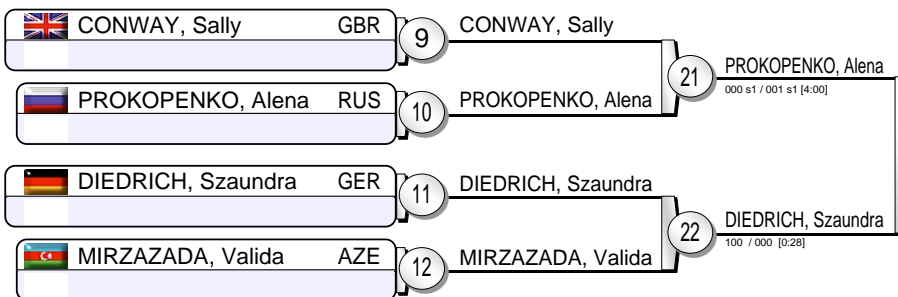 CONWAY, Sally GBR
9
CONWAY, Sally
PROKOPENKO, Alena RUS
10
PROKOPENKO, Alena
21
PROKOPENKO, Alena
000 s1 / 001 s1 [4:00]
DIEDRICH, Szaundra GER
11
DIEDRICH, Szaundra
MIRZAZADA, Valida AZE
12
MIRZAZADA, Valida
22
DIEDRICH, Szaundra
100 / 000 [0:28]